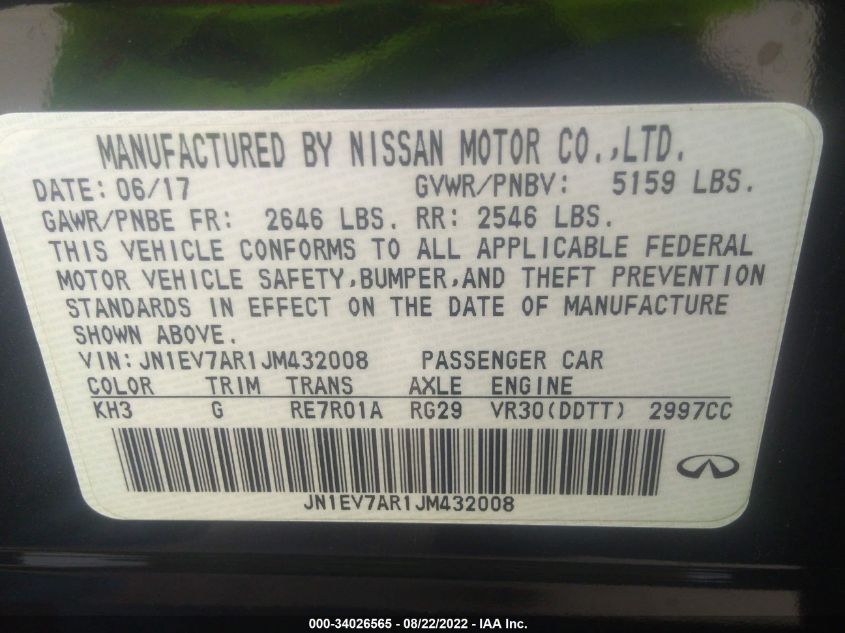 MANUFACTURED BY NISSAN MOTOR CO.,LTD.
DATE: 06/17 GVWR/PNBV: 5159 LBS.
GAWR/PNBE FR: 2646 LBS. RR: 2546 LBS.
THIS VEHICLE CONFORMS TO ALL APPLICABLE FEDERAL
MOTOR VEHICLE SAFETY,BUMPER,AND THEFT PREVENTION
STANDARDS IN EFFECT ON THE DATE OF MANUFACTURE
SHOWN ABOVE.
VIN:JN1EV7AR1JM432008 PASSENGER CAR
COLOR TRIM TRANS AXLE ENGINE
KH3 G RE7R01A RG29 VR30(DDTT) 2997CC
JN1EV7AR1JM432008
000-34026565 - 08/22/2022 - IAA Inc.